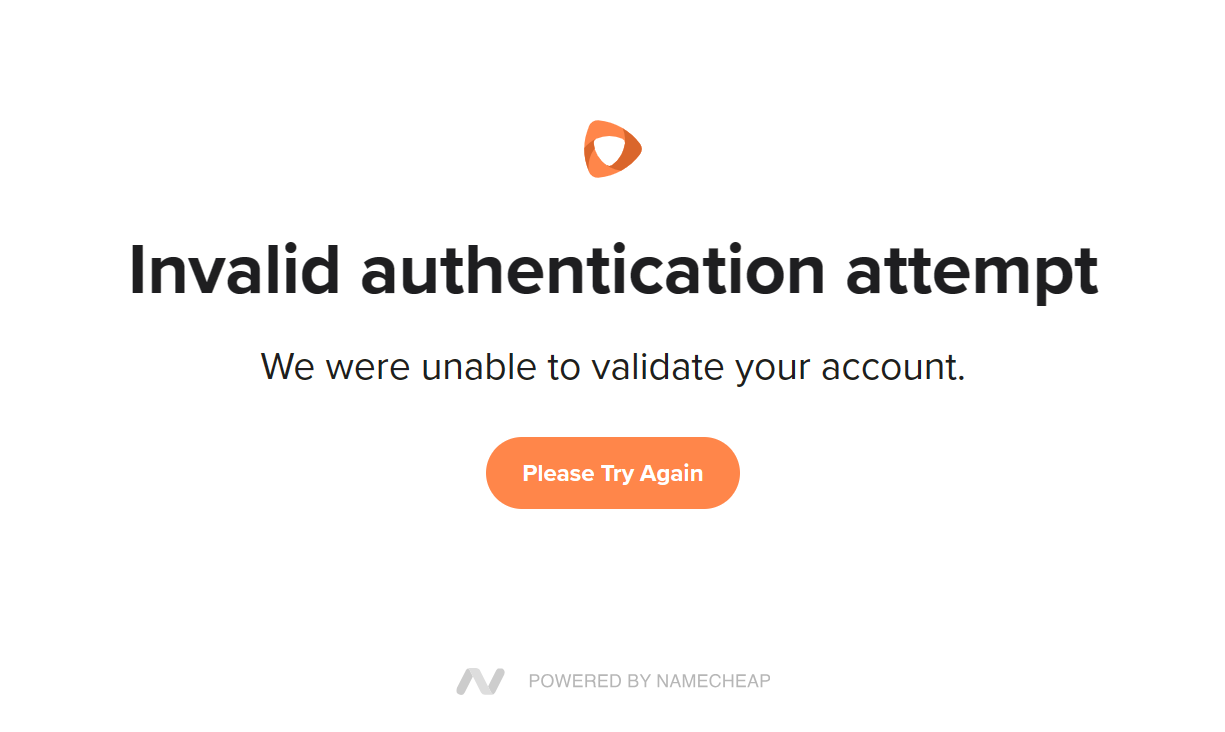 Invalid authentication attempt
We were unable to validate your account.
Please Try Again
POWERED BY NAMECHEAP